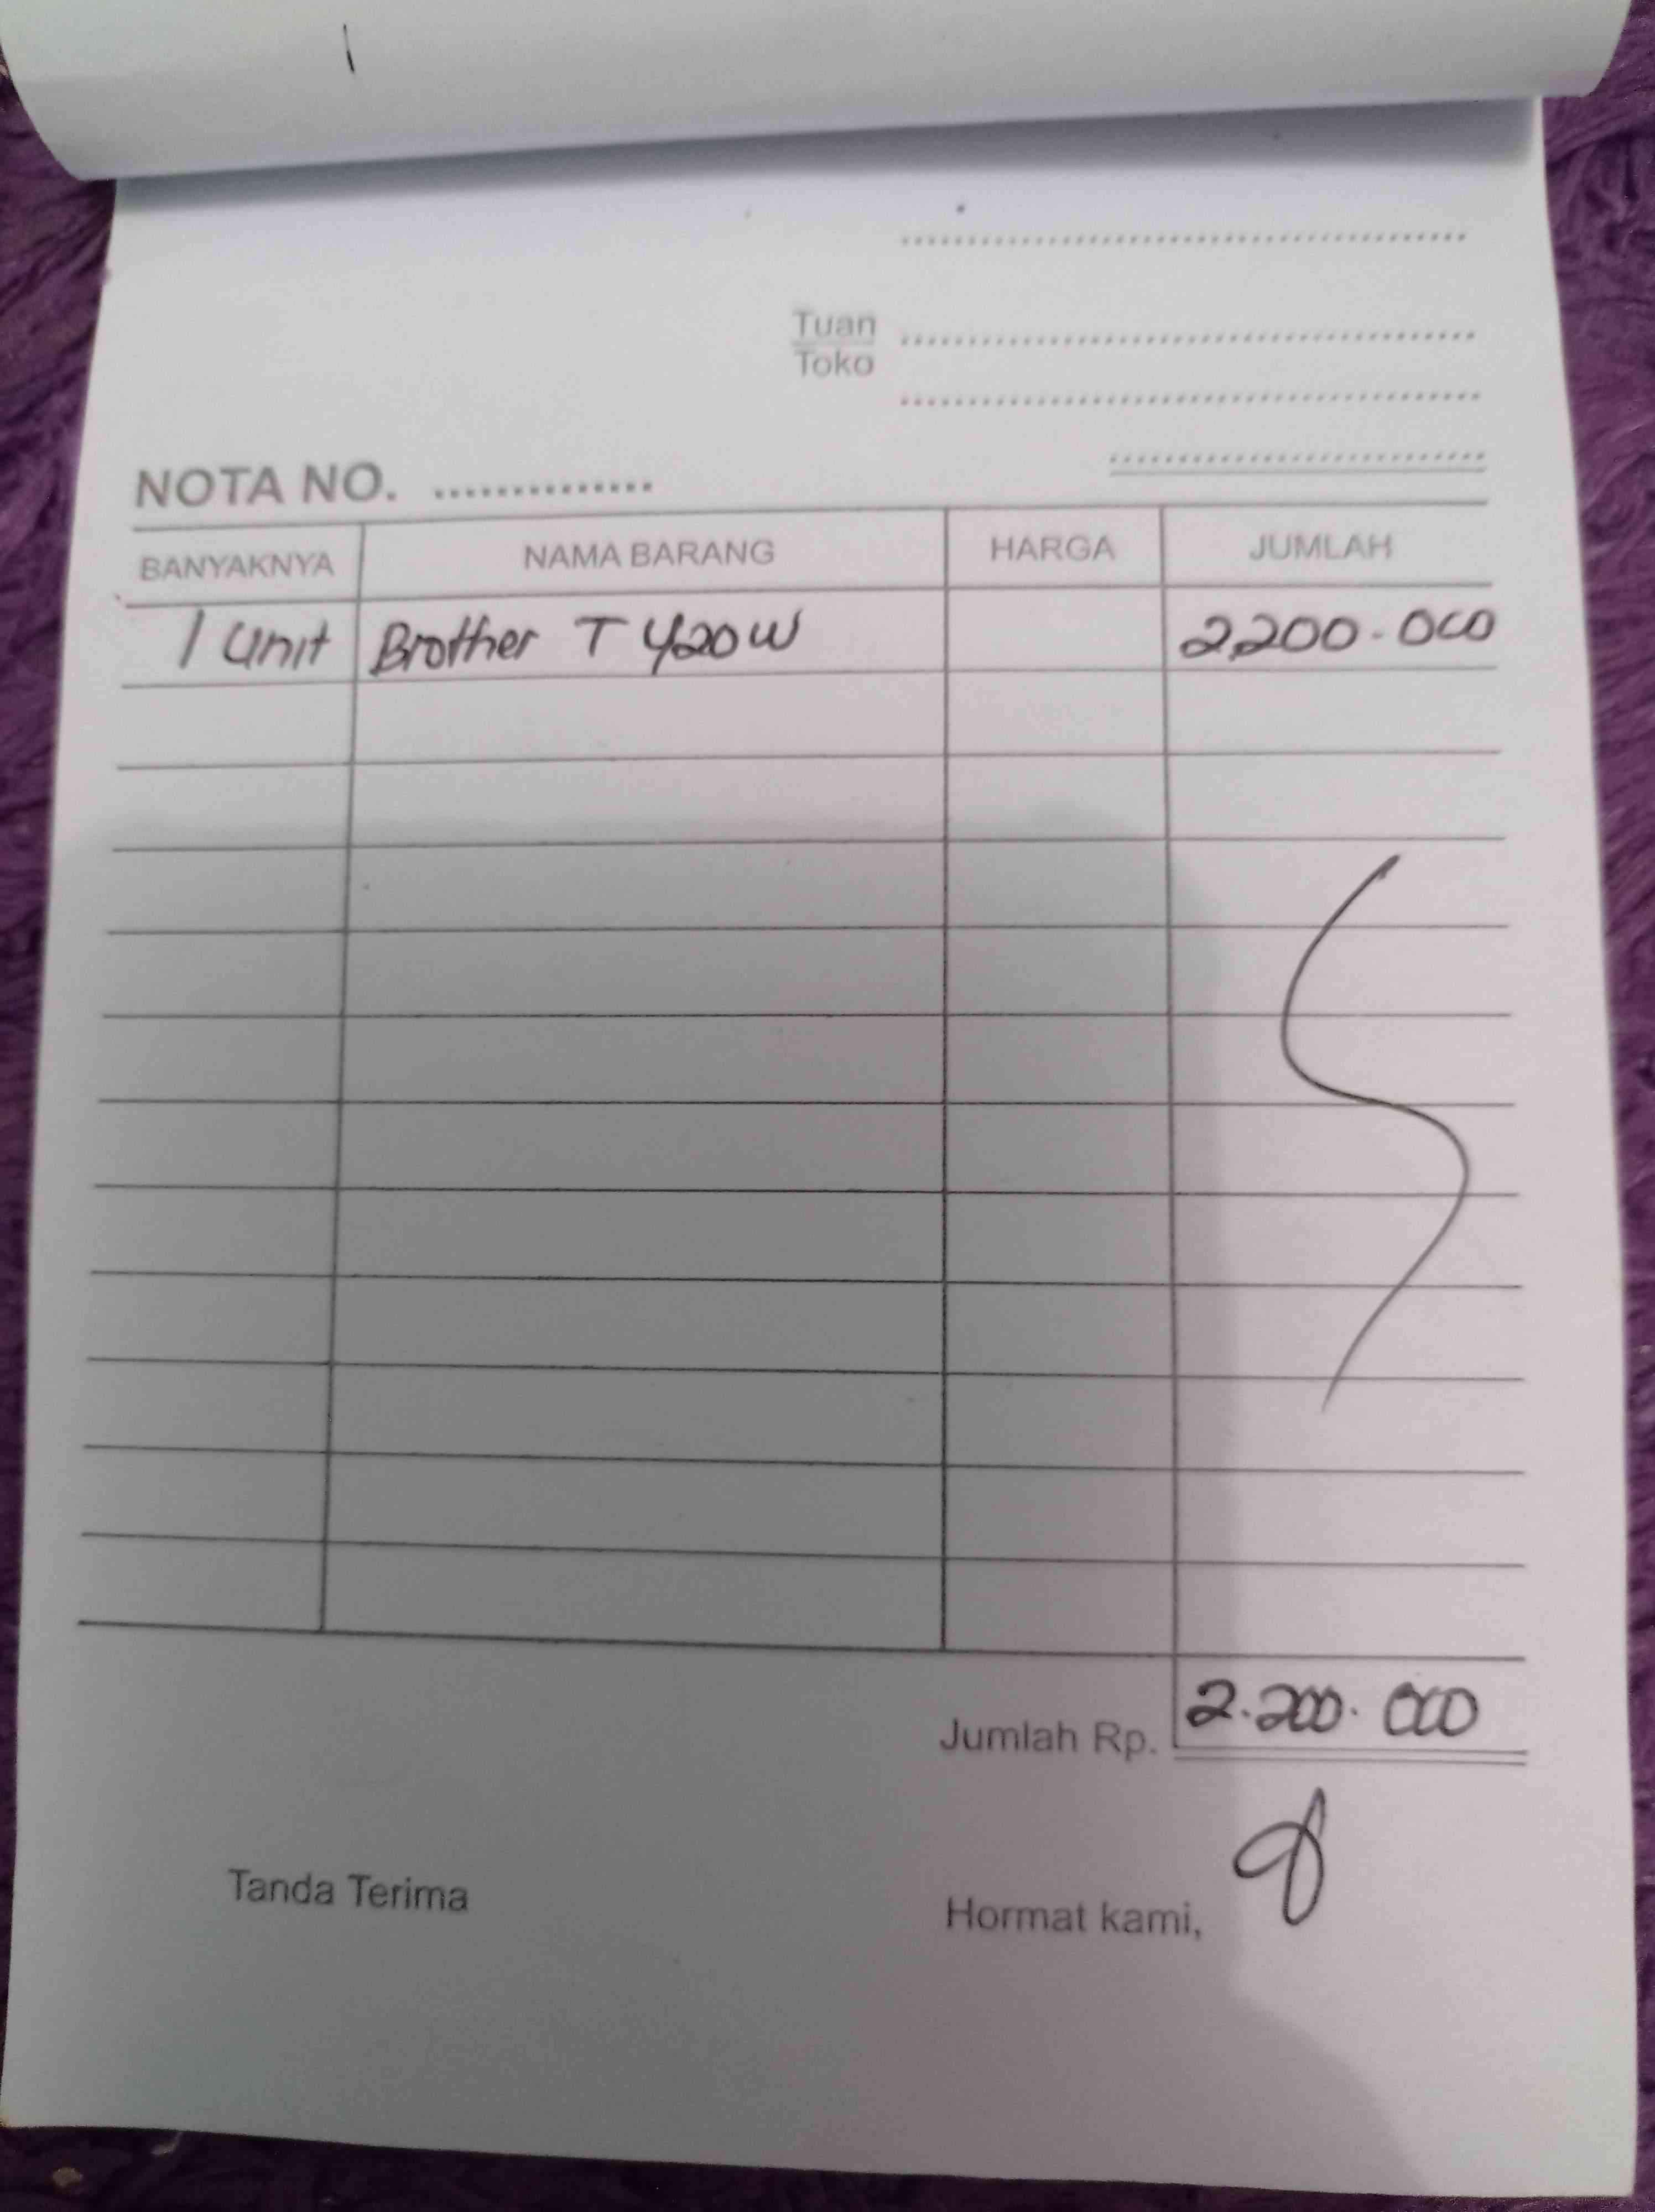 Tuan
Toko
NOTA NO. ...............
BANYAKNYA NAMA BARANG HARGA JUMLAH
1 Unit Brother T420W 2.200.000
Jumlah Rp. 2.200.000
Tanda Terima Hormat kami,